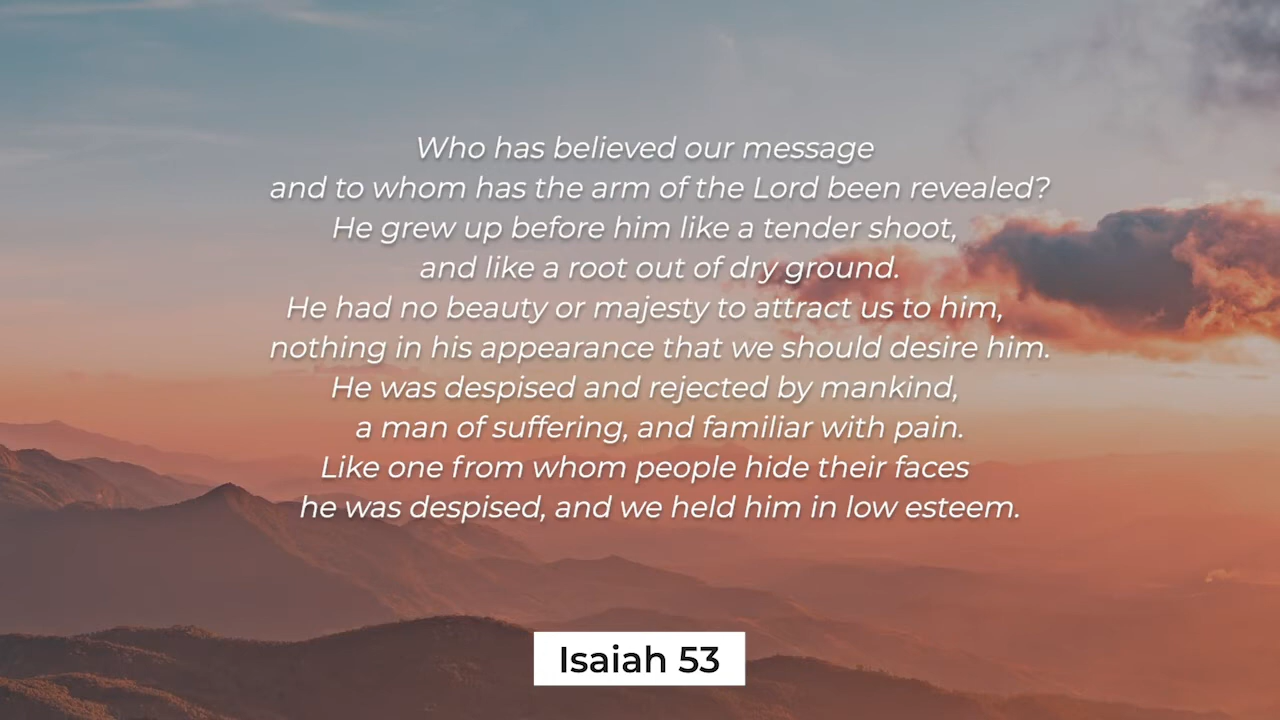 Who has believed our message
and to whom has the arm of the Lord been revealed?
He grew up before him like a tender shoot,
and like a root out of dry ground.
He had no beauty or majesty to attract us to him,
nothing in his appearance that we should desire him.
He was despised and rejected by mankind,
a man of suffering, and familiar with pain.
Like one from whom people hide their faces
he was despised, and we held him in low esteem.
Isaiah 53